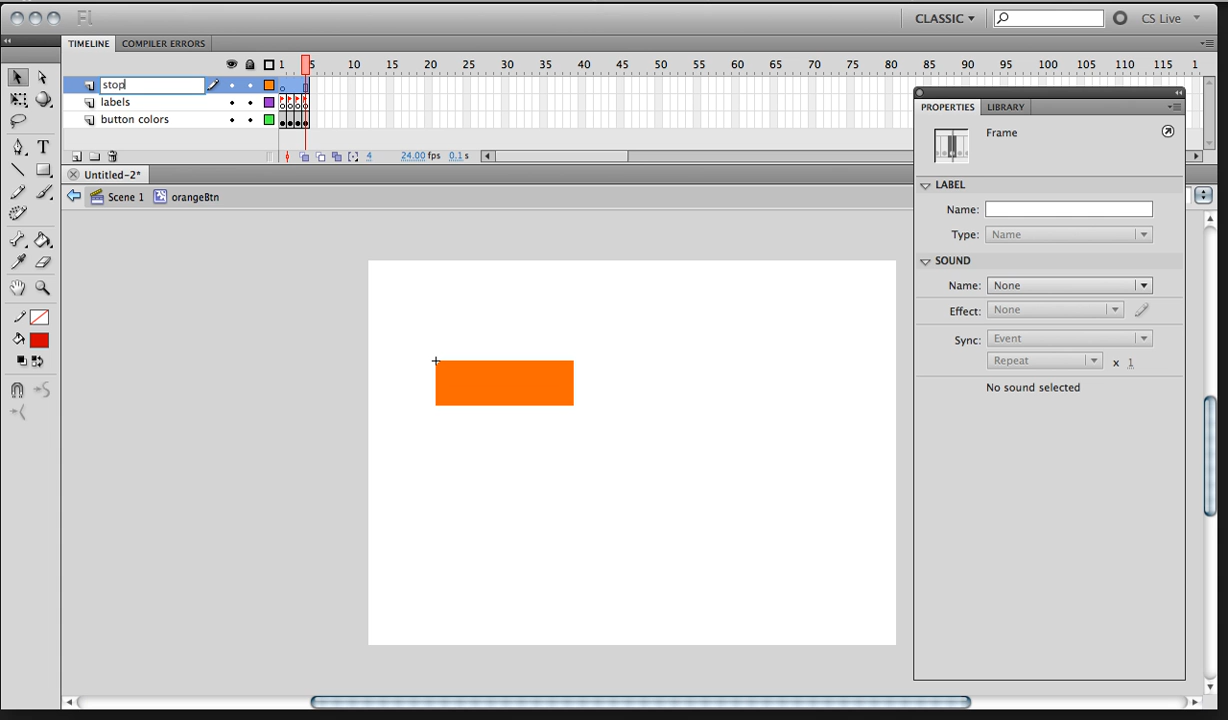 Fl CLASSIC CS Live
TIMELINE COMPILER ERRORS
1 5 10 15 20 25 30 35 40 45 50 55 60 65 70 75 80 85 90 95 100 105 110 115 1
stop
labels
button colors
4 24.00 fps 0.1 s
Untitled-2*
Scene 1 orangeBtn
PROPERTIES LIBRARY
Frame
LABEL
Name:
Type: Name
SOUND
Name: None
Effect: None
Sync: Event
Repeat x 1
No sound selected
T